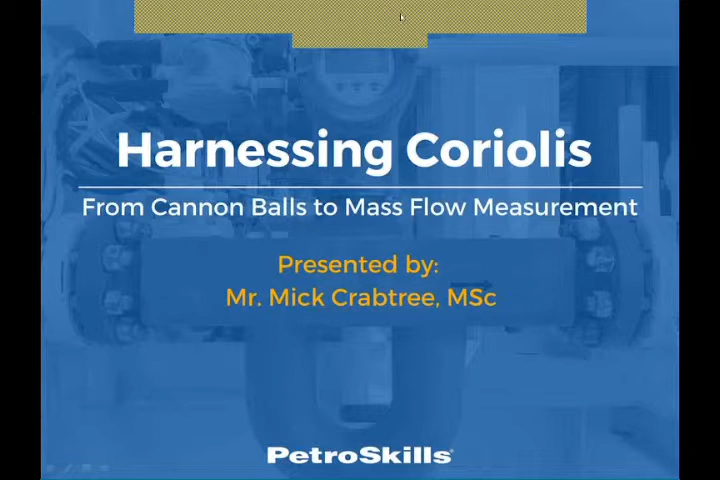 Harnessing Coriolis
From Cannon Balls to Mass Flow Measurement
Presented by:
Mr. Mick Crabtree, MSc
PetroSkills